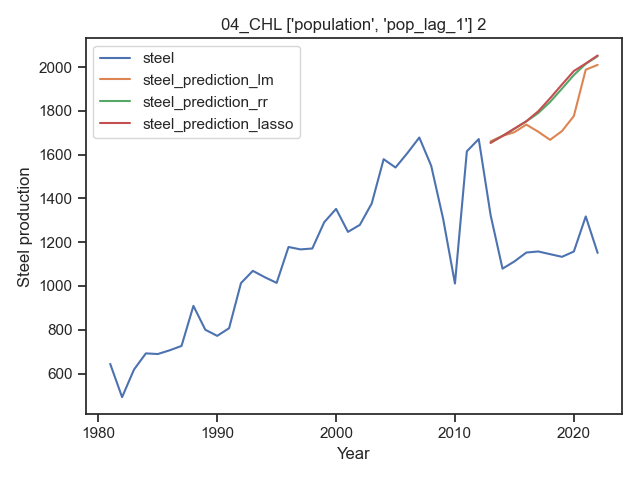 04_CHL ['population', 'pop_lag_1'] 2
steel
steel_prediction_lm
steel_prediction_rr
steel_prediction_lasso
Steel production
2000
1800
1600
1400
1200
1000
800
600
1980 1990 2000 2010 2020
Year